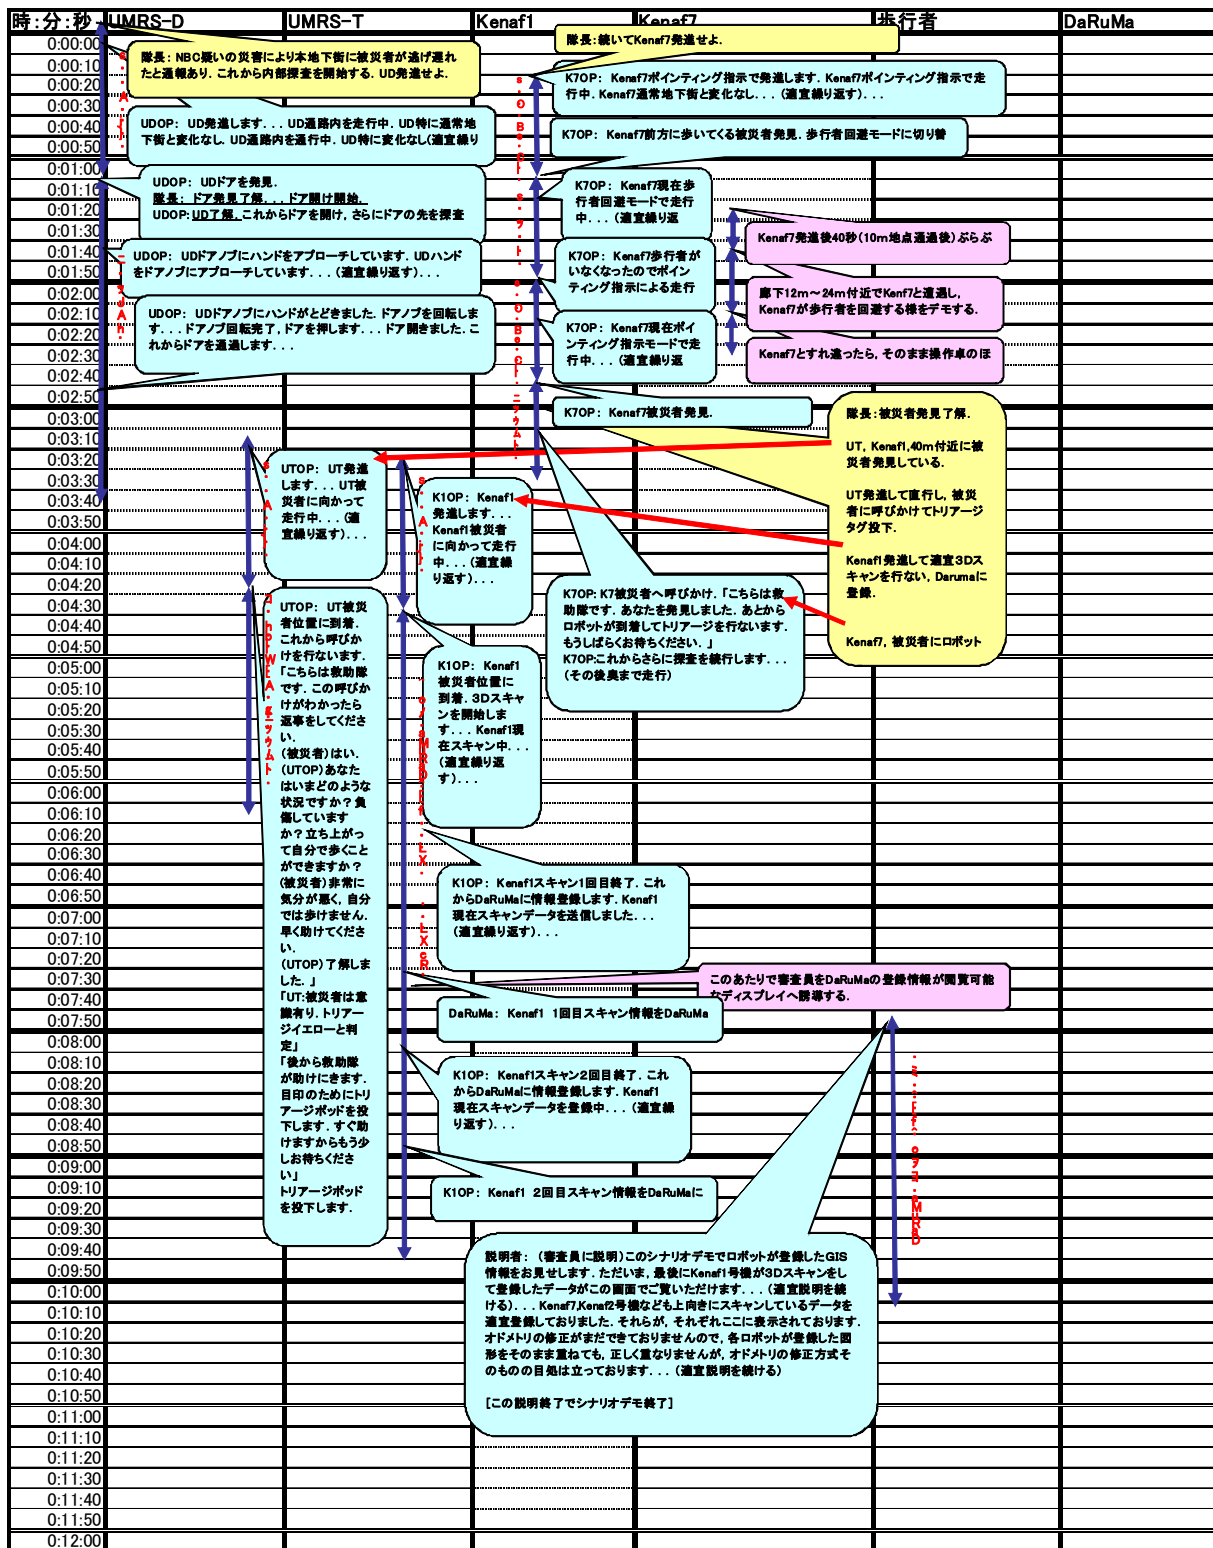 時:分:秒 UMRS-D UMRS-T Kenaf1 Kenaf7 歩行者 DaRuMa
0:00:00
0:00:10
0:00:20
0:00:30
0:00:40
0:00:50
0:01:00
0:01:10
0:01:20
0:01:30
0:01:40
0:01:50
0:02:00
0:02:10
0:02:20
0:02:30
0:02:40
0:02:50
0:03:00
0:03:10
0:03:20
0:03:30
0:03:40
0:03:50
0:04:00
0:04:10
0:04:20
0:04:30
0:04:40
0:04:50
0:05:00
0:05:10
0:05:20
0:05:30
0:05:40
0:05:50
0:06:00
0:06:10
0:06:20
0:06:30
0:06:40
0:06:50
0:07:00
0:07:10
0:07:20
0:07:30
0:07:40
0:07:50
0:08:00
0:08:10
0:08:20
0:08:30
0:08:40
0:08:50
0:09:00
0:09:10
0:09:20
0:09:30
0:09:40
0:09:50
0:10:00
0:10:10
0:10:20
0:10:30
0:10:40
0:10:50
0:11:00
0:11:10
0:11:20
0:11:30
0:11:40
0:11:50
0:12:00
隊長: NBC疑いの災害により本地下街に被災者が逃げ遅れ
たと通報あり. これから内部探査を開始する. UD発進せよ.
UDOP: UD発進します... UD通路内を走行中. UD特に通常地
下街と変化なし. UD通路内を通行中. UD特に変化なし(適宜繰り
UDOP: UDドアを発見.
隊長: ドア発見了解... ドア開け開始.
UDOP: UD了解. これからドアを開け, さらにドアの先を探査
UDOP: UDドアノブにハンドをアプローチしています. UDハンド
をドアノブにアプローチしています... (適宜繰り返す)...
UDOP: UDドアノブにハンドがとどきました. ドアノブを回転しま
す... ドアノブ回転完了, ドアを押します... ドア開きました. こ
れからドアを通過します...
隊長: 続いてKenaf7発進せよ.
K7OP: Kenaf7ポインティング指示で発進します. Kenaf7ポインティング指示で走
行中. Kenaf7通常地下街と変化なし... (適宜繰り返す)...
K7OP: Kenaf7前方に歩いてくる被災者発見. 歩行者回避モードに切り替
K7OP: Kenaf7現在歩
行者回避モードで走行
中... (適宜繰り返
K7OP: Kenaf7歩行者が
いなくなったのでポイン
ティング指示による走行
K7OP: Kenaf7現在ポイ
ンティング指示モードで走
行中... (適宜繰り返
K7OP: Kenaf7被災者発見.
Kenaf7発進後40秒(10m地点通過後)ぶらぶ
廊下12m〜24m付近でKenf7と遭遇し,
Kenaf7が歩行者を回避する様をデモする.
Kenaf7とすれ違ったら, そのまま操作卓のほ
隊長: 被災者発見了解.
UT, Kenaf1,40m付近に被
災者発見している.
UT発進して直行し, 被災
者に呼びかけてトリアージ
タグ投下.
Kenaf1発進して適宜3Dス
キャンを行ない, Darumaに
登録.
Kenaf7, 被災者にロボット
UTOP: UT発進
します... UT被
災者に向かって
走行中... (適
宜繰り返す)...
K1OP: Kenaf1
発進します...
Kenaf1被災者
に向かって走行
中... (適宜繰
り返す)...
K7OP: K7被災者へ呼びかけ. 「こちらは救
助隊です. あなたを発見しました. あとから
ロボットが到着してトリアージを行ないます.
もうしばらくお待ちください. 」
K7OP:これからさらに探査を続行します...
(その後奥まで走行)
UTOP: UT被災
者位置に到着.
これから呼びか
けを行ないます.
「こちらは救助隊
です. この呼びか
けがわかったら
返事をしてくださ
い.
(被災者)はい.
(UTOP)あなた
はいまどのような
状況ですか?負
傷しています
か?立ち上がっ
て自分で歩くこと
ができますか?
(被災者)非常に
気分が悪く, 自分
では歩けません.
早く助けてくださ
い.
(UTOP)了解しま
した. 」
「UT:被災者は意
識有り. トリアー
ジイエローと判
定」
「後から救助隊
が助けにきます.
目印のためにトリ
アージポッドを投
下します. すぐ助
けますからもう少
しお待ちくださ
い」
トリアージポッド
を投下します.
K1OP: Kenaf1
被災者位置に
到着. 3Dスキャ
ンを開始しま
す... Kenaf1現
在スキャン中...
(適宜繰り返
す)...
K1OP: Kenaf1スキャン1回目終了. これ
からDaRuMaに情報登録します. Kenaf1
現在スキャンデータを送信しました...
(適宜繰り返す)...
このあたりで審査員をDaRuMaの登録情報が閲覧可能
なディスプレイへ誘導する.
DaRuMa: Kenaf1 1回目スキャン情報をDaRuMa
K1OP: Kenaf1スキャン2回目終了. これ
からDaRuMaに情報登録します. Kenaf1
現在スキャンデータを登録中... (適宜繰
り返す)...
K1OP: Kenaf1 2回目スキャン情報をDaRuMaに
説明者: (審査員に説明)このシナリオデモでロボットが登録したGIS
情報をお見せします. ただいま, 最後にKenaf1号機が3Dスキャンをし
て登録したデータがこの画面でご覧いただけます... (適宜説明を続
ける)... Kenaf7,Kenaf2号機なども上向きにスキャンしているデータを
適宜登録しておりました. それらが, それぞれここに表示されております.
オドメトリの修正がまだできておりませんので, 各ロボットが登録した図
形をそのまま重ねても, 正しく重なりませんが, オドメトリの修正方式そ
のものの目処は立っております... (適宜説明を続ける)
[この説明終了でシナリオデモ終了]